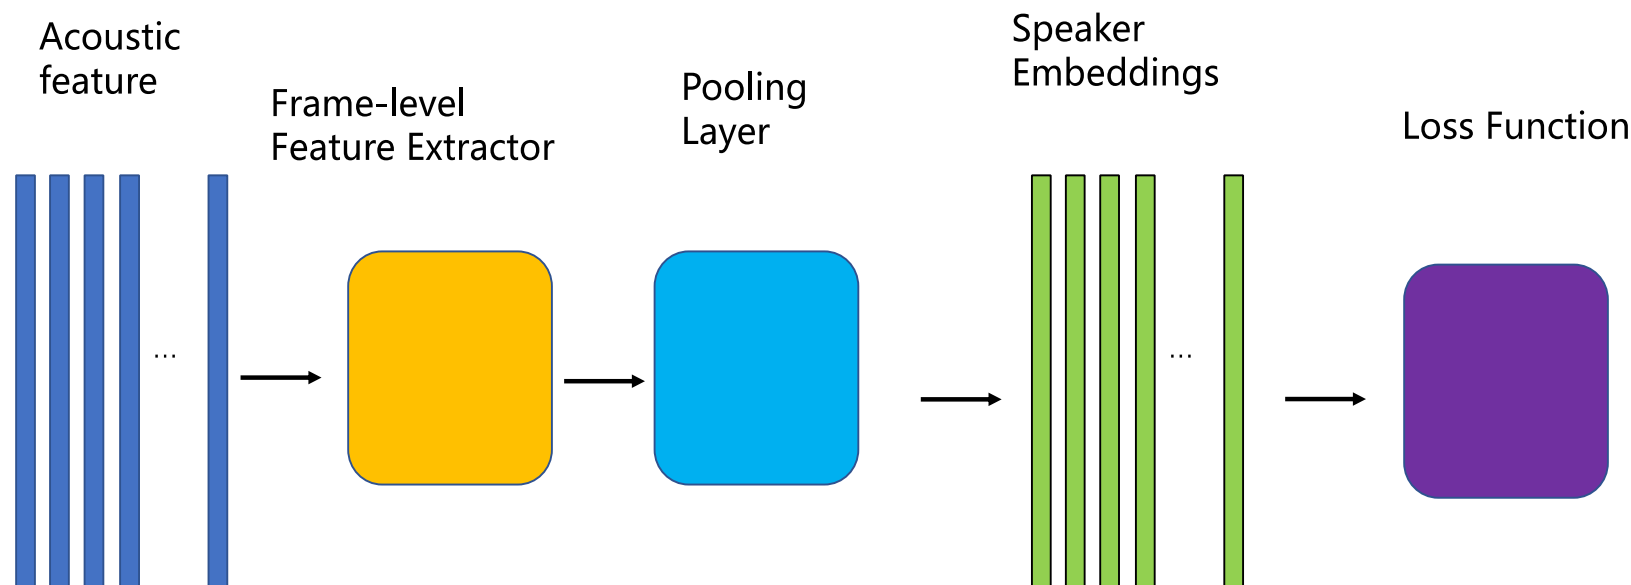 Acoustic
feature
Frame-level
Feature Extractor
Pooling
Layer
Speaker
Embeddings
Loss Function
...
...